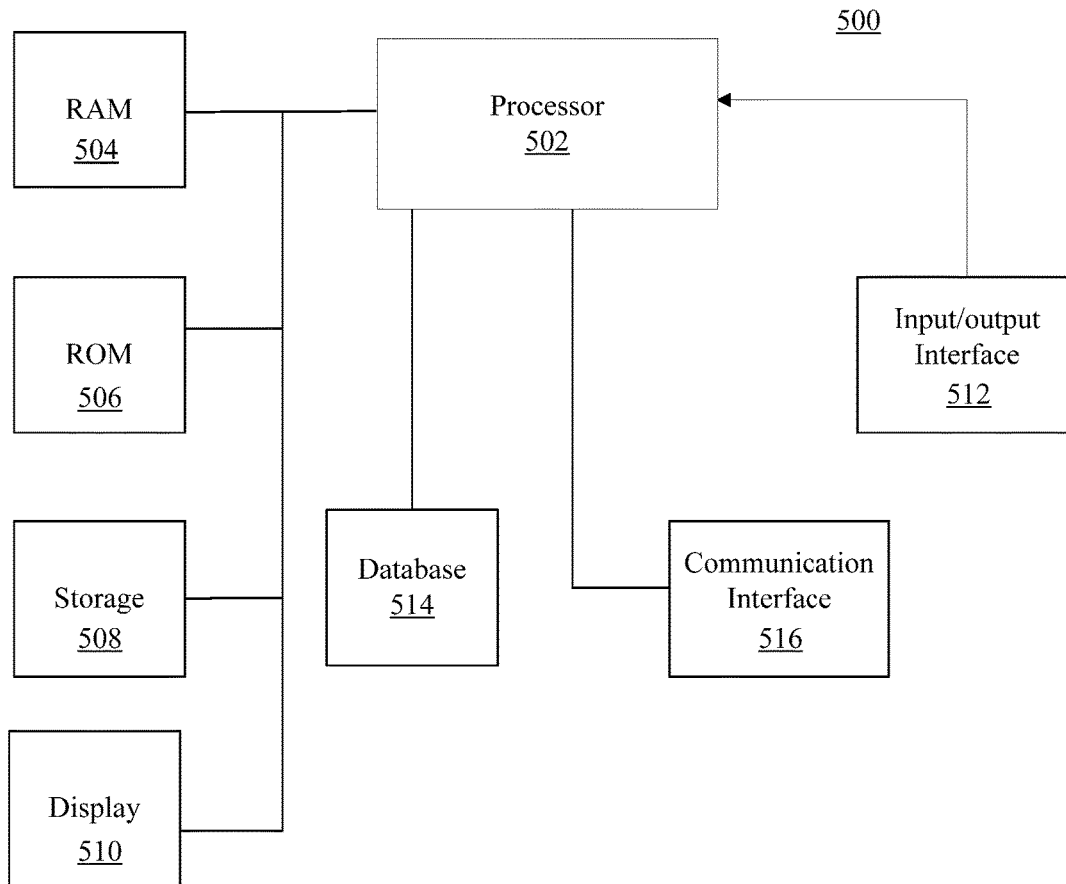 500
RAM
504
Processor
502
ROM
506
Input/output
Interface
512
Storage
508
Database
514
Communication
Interface
516
Display
510